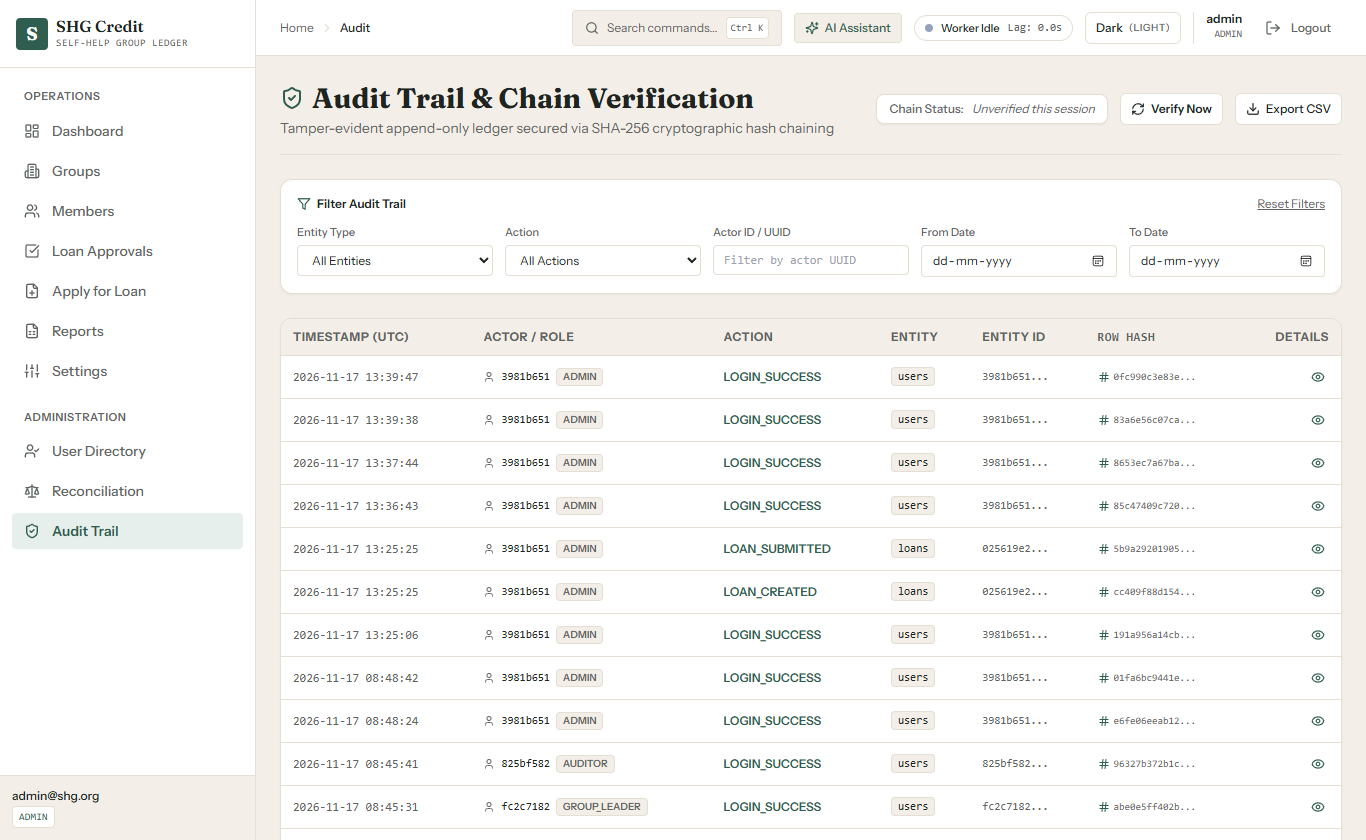 S
SHG Credit
SELF-HELP GROUP LEDGER
OPERATIONS
Dashboard
Groups
Members
Loan Approvals
Apply for Loan
Reports
Settings
ADMINISTRATION
User Directory
Reconciliation
Audit Trail
admin@shg.org
ADMIN
Home Audit
Search commands... Ctrl K
AI Assistant
Worker Idle Lag: 0.0s
Dark (LIGHT)
admin
ADMIN
Logout
Audit Trail & Chain Verification
Tamper-evident append-only ledger secured via SHA-256 cryptographic hash chaining
Chain Status: Unverified this session
Verify Now
Export CSV
Filter Audit Trail
Reset Filters
Entity Type Action Actor ID / UUID From Date To Date
All Entities All Actions Filter by actor UUID dd-mm-yyyy dd-mm-yyyy
TIMESTAMP (UTC) ACTOR / ROLE ACTION ENTITY ENTITY ID ROW HASH DETAILS
2026-11-17 13:39:47 3981b651 ADMIN LOGIN_SUCCESS users 3981b651... # 0fc990c3e83e...
2026-11-17 13:39:38 3981b651 ADMIN LOGIN_SUCCESS users 3981b651... # 83a6e56c07ca...
2026-11-17 13:37:44 3981b651 ADMIN LOGIN_SUCCESS users 3981b651... # 8653ec7a67ba...
2026-11-17 13:36:43 3981b651 ADMIN LOGIN_SUCCESS users 3981b651... # 85c47409c720...
2026-11-17 13:25:25 3981b651 ADMIN LOAN_SUBMITTED loans 025619e2... # 5b9a29201905...
2026-11-17 13:25:25 3981b651 ADMIN LOAN_CREATED loans 025619e2... # cc409f88d154...
2026-11-17 13:25:06 3981b651 ADMIN LOGIN_SUCCESS users 3981b651... # 191a956a14cb...
2026-11-17 08:48:42 3981b651 ADMIN LOGIN_SUCCESS users 3981b651... # 01fa6bc9441e...
2026-11-17 08:48:24 3981b651 ADMIN LOGIN_SUCCESS users 3981b651... # e6fe06eeab12...
2026-11-17 08:45:41 825bf582 AUDITOR LOGIN_SUCCESS users 825bf582... # 96327b372b1c...
2026-11-17 08:45:31 fc2c7182 GROUP_LEADER LOGIN_SUCCESS users fc2c7182... # abe0e5ff402b...